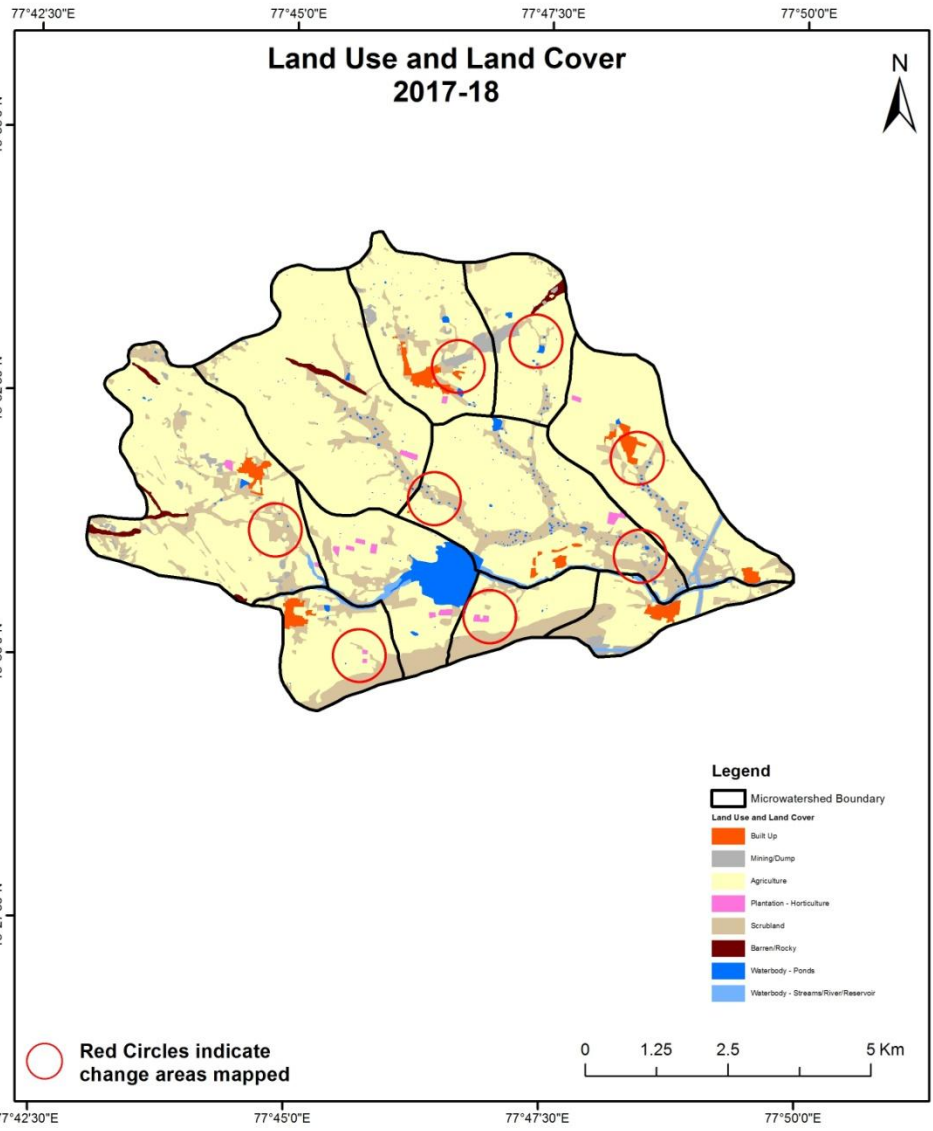 77°42'30"E 77°45'0"E 77°47'30"E 77°50'0"E
Land Use and Land Cover
2017-18
N
Legend
Microwatershed Boundary
Land Use and Land Cover
Built Up
Mining/Dump
Agriculture
Plantation - Horticulture
Scrubland
Barren/Rocky
Waterbody - Ponds
Waterbody - Streams/River/Reservoir
Red Circles indicate
change areas mapped
0 1.25 2.5 5 Km
77°42'30"E 77°45'0"E 77°47'30"E 77°50'0"E